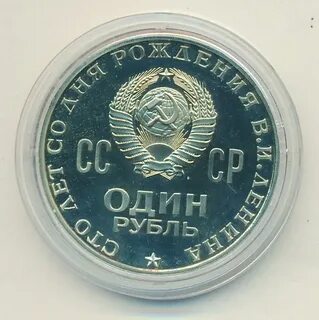 СТО ЛЕТ СО ДНЯ РОЖДЕНИЯ В.И.ЛЕНИНА
СС СР
ОДИН
РУБЛЬ